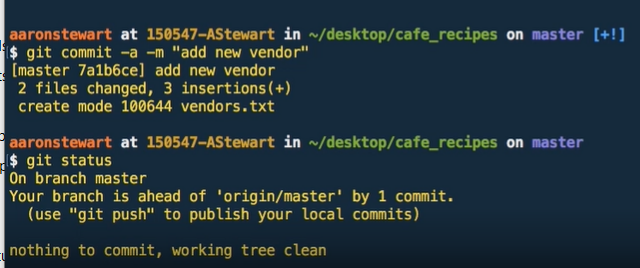 aaronstewart at 150547-AStewart in ~/desktop/cafe_recipes on master [+!]
$ git commit -a -m "add new vendor"
[master 7a1b6ce] add new vendor
 2 files changed, 3 insertions(+)
 create mode 100644 vendors.txt
aaronstewart at 150547-AStewart in ~/desktop/cafe_recipes on master
$ git status
On branch master
Your branch is ahead of 'origin/master' by 1 commit.
  (use "git push" to publish your local commits)
nothing to commit, working tree clean